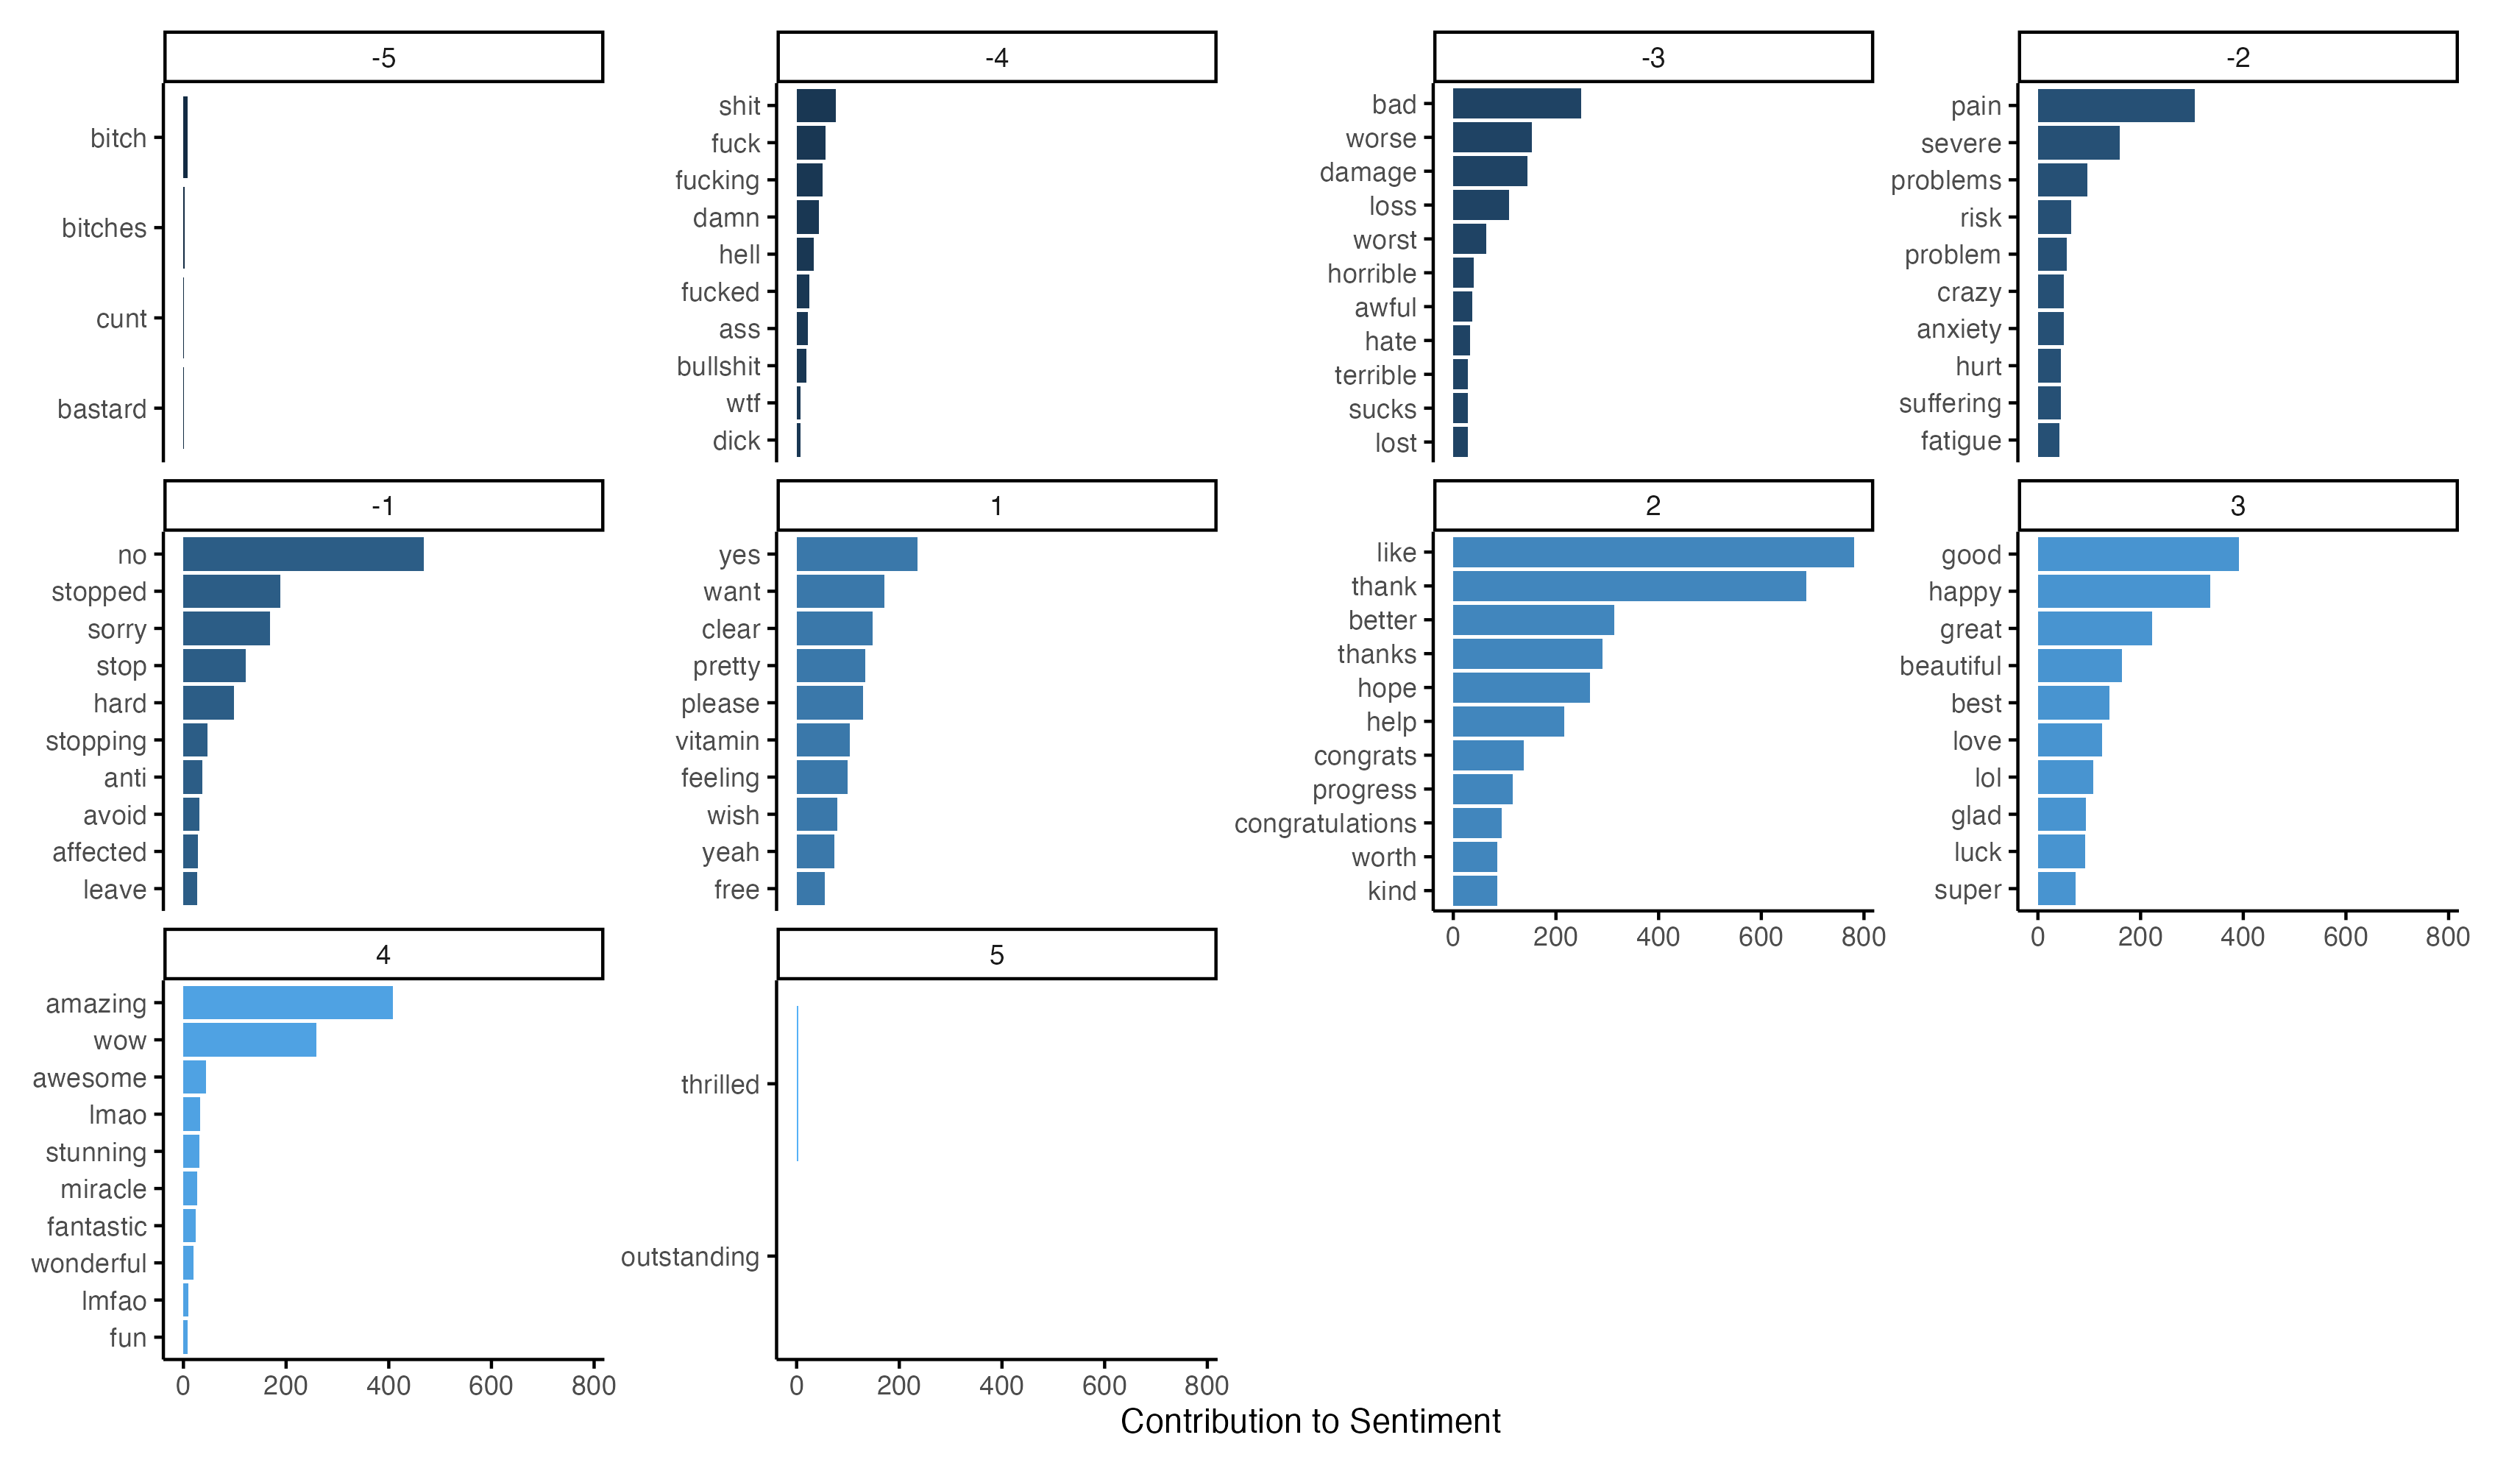 -5
bitch
bitches
cunt
bastard
-4
shit
fuck
fucking
damn
hell
fucked
ass
bullshit
wtf
dick
-3
bad
worse
damage
loss
worst
horrible
awful
hate
terrible
sucks
lost
-2
pain
severe
problems
risk
problem
crazy
anxiety
hurt
suffering
fatigue
-1
no
stopped
sorry
stop
hard
stopping
anti
avoid
affected
leave
1
yes
want
clear
pretty
please
vitamin
feeling
wish
yeah
free
2
like
thank
better
thanks
hope
help
congrats
progress
congratulations
worth
kind
0 200 400 600 800
3
good
happy
great
beautiful
best
love
lol
glad
luck
super
0 200 400 600 800
4
amazing
wow
awesome
lmao
stunning
miracle
fantastic
wonderful
lmfao
fun
0 200 400 600 800
5
thrilled
outstanding
0 200 400 600 800
Contribution to Sentiment